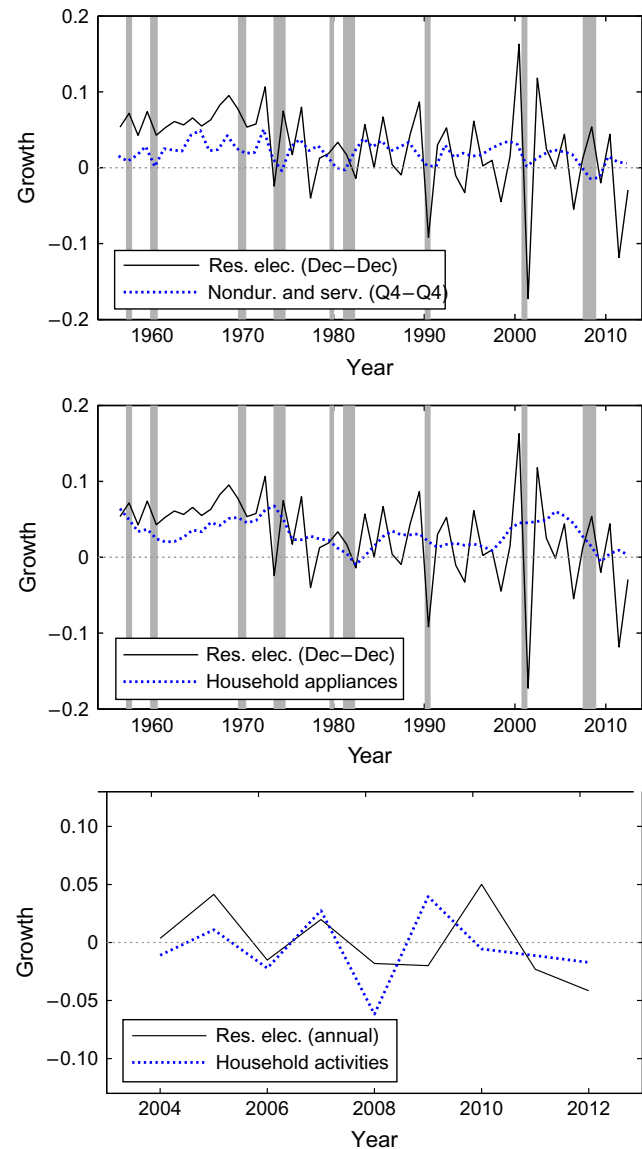 0.2
0.1
0
−0.1
−0.2
Growth
Res. elec. (Dec−Dec)
Nondur. and serv. (Q4−Q4)
1960 1970 1980 1990 2000 2010
Year
0.2
0.1
0
−0.1
−0.2
Growth
Res. elec. (Dec−Dec)
Household appliances
1960 1970 1980 1990 2000 2010
Year
0.10
0.05
0
−0.05
−0.10
Growth
Res. elec. (annual)
Household activities
2004 2006 2008 2010 2012
Year